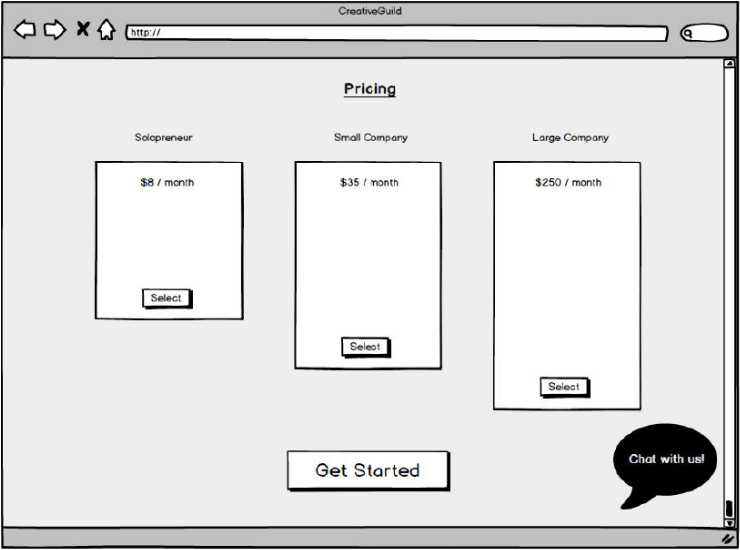 CreativeGuild
http://
Pricing
Solopreneur
Small Company
Large Company
$8 / month
$35 / month
$250 / month
Select
Select
Select
Get Started
Chat with us!